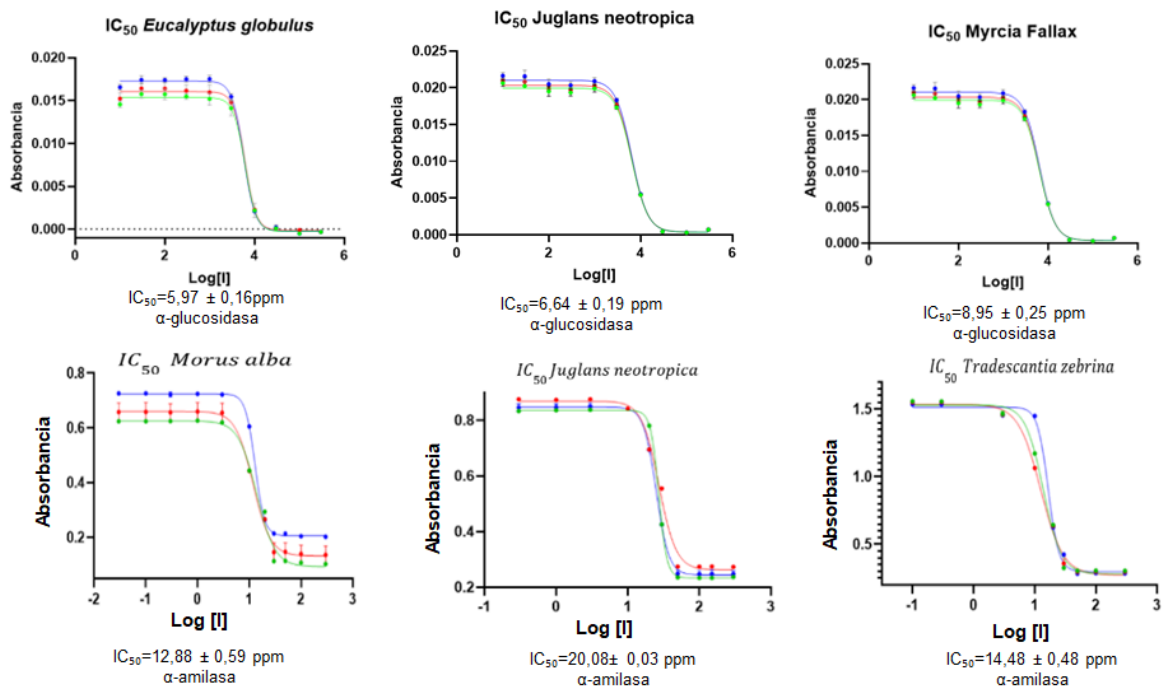 IC₅₀ Eucalyptus globulus
0.020
0.015
0.010
0.005
0.000
Absorbancia
0
2
4
6
Log[I]
IC₅₀=5,97 ± 0,16ppm
α-glucosidasa
IC₅₀ Juglans neotropica
0.025
0.020
0.015
0.010
0.005
0.000
Absorbancia
0
2
4
6
Log[I]
IC₅₀=6,64 ± 0,19 ppm
α-glucosidasa
IC₅₀ Myrcia Fallax
0.025
0.020
0.015
0.010
0.005
0.000
Absorbancia
0
2
4
6
Log[I]
IC₅₀=8,95 ± 0,25 ppm
α-glucosidasa
IC₅₀ Morus alba
0.8
0.6
0.4
0.2
Absorbancia
-2
-1
0
1
2
3
Log [I]
IC₅₀=12,88 ± 0,59 ppm
α-amilasa
IC₅₀ Juglans neotropica
0.8
0.6
0.4
0.2
Absorbancia
-1
0
1
2
3
Log [I]
IC₅₀=20,08± 0,03 ppm
α-amilasa
IC₅₀ Tradescantia zebrina
1.5
1.0
0.5
Absorbancia
-1
0
1
2
3
Log [I]
IC₅₀=14,48 ± 0,48 ppm
α-amilasa